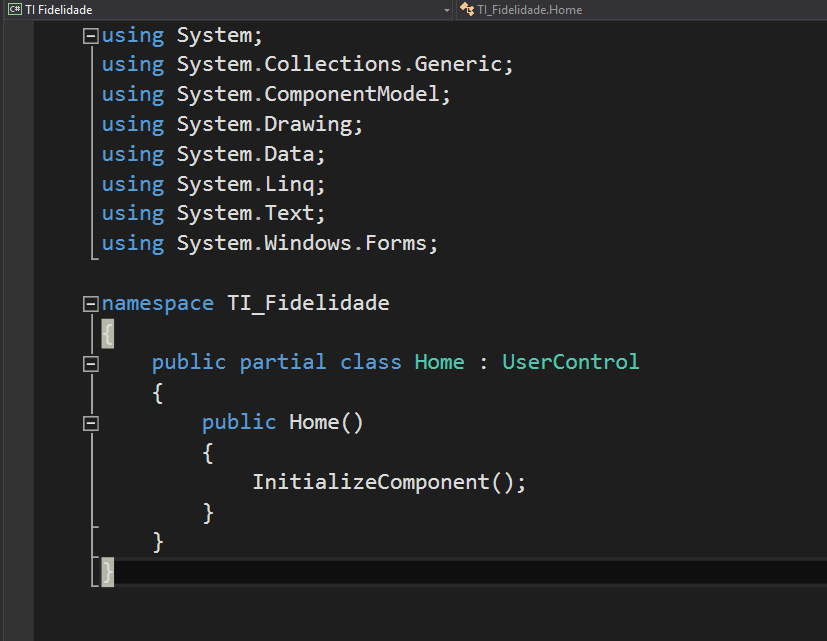 C# TI Fidelidade
TI_Fidelidade.Home
using System;
using System.Collections.Generic;
using System.ComponentModel;
using System.Drawing;
using System.Data;
using System.Linq;
using System.Text;
using System.Windows.Forms;
namespace TI_Fidelidade
{
    public partial class Home : UserControl
    {
        public Home()
        {
            InitializeComponent();
        }
    }
}